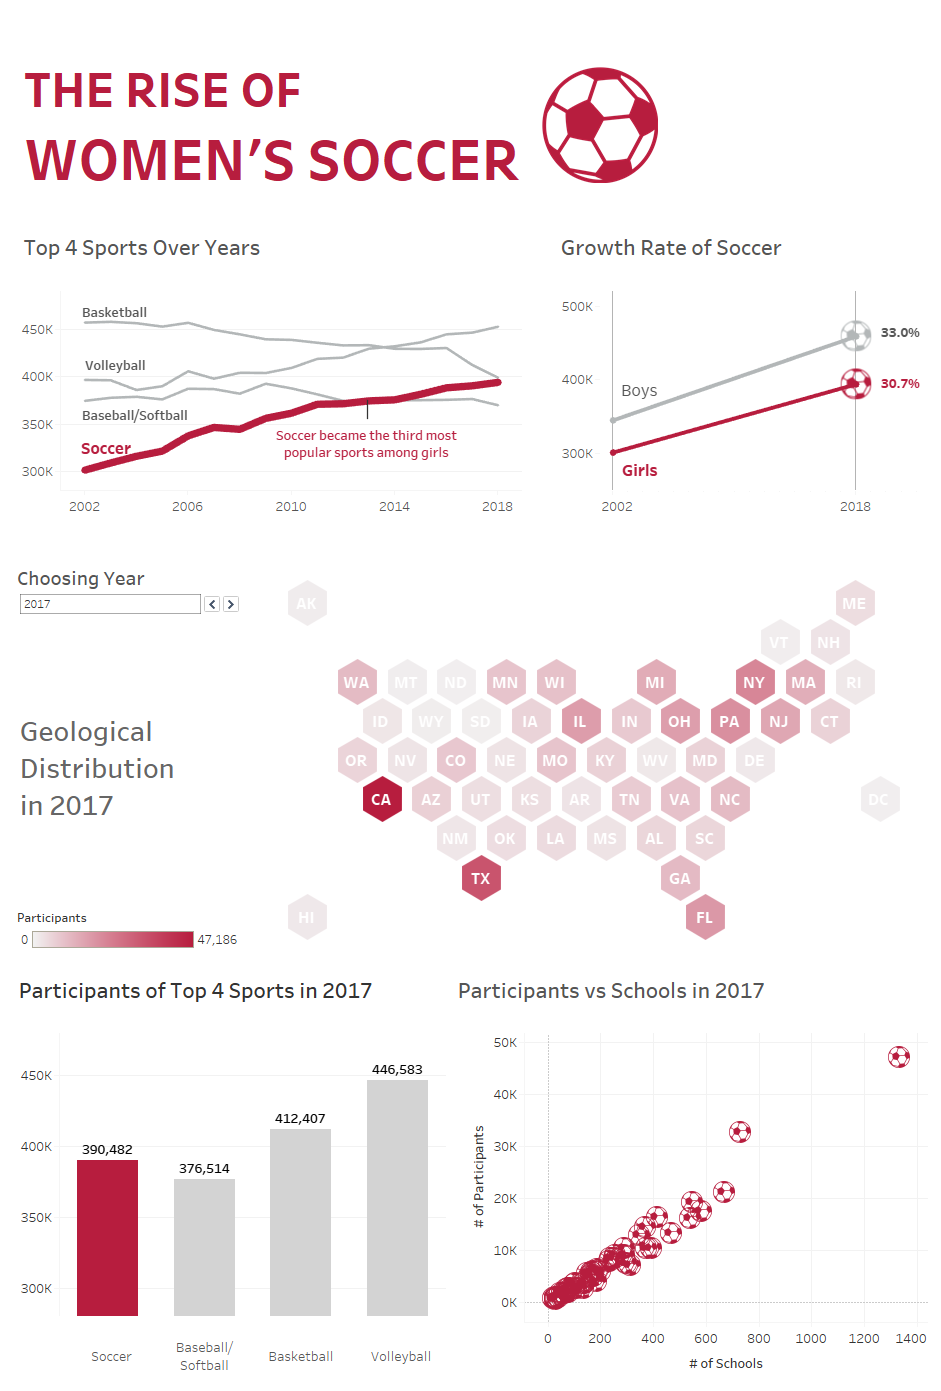 THE RISE OF
WOMEN’S SOCCER
Top 4 Sports Over Years
450K
400K
350K
300K
Basketball
Volleyball
Baseball/Softball
Soccer
Soccer became the third most
popular sports among girls
2002 2006 2010 2014 2018
Growth Rate of Soccer
500K
400K
300K
33.0%
30.7%
Boys
Girls
2002 2018
Choosing Year
2017
Geological
Distribution
in 2017
AK ME
VT NH
WA MT ND MN WI MI NY MA RI
ID WY SD IA IL IN OH PA NJ CT
OR NV CO NE MO KY WV MD DE
CA AZ UT KS AR TN VA NC DC
NM OK LA MS AL SC
TX GA
HI FL
Participants
0 47,186
Participants of Top 4 Sports in 2017
450K
400K
350K
300K
390,482
376,514
412,407
446,583
Soccer
Baseball/
Softball
Basketball
Volleyball
Participants vs Schools in 2017
# of Participants
50K
40K
30K
20K
10K
0K
0 200 400 600 800 1000 1200 1400
# of Schools